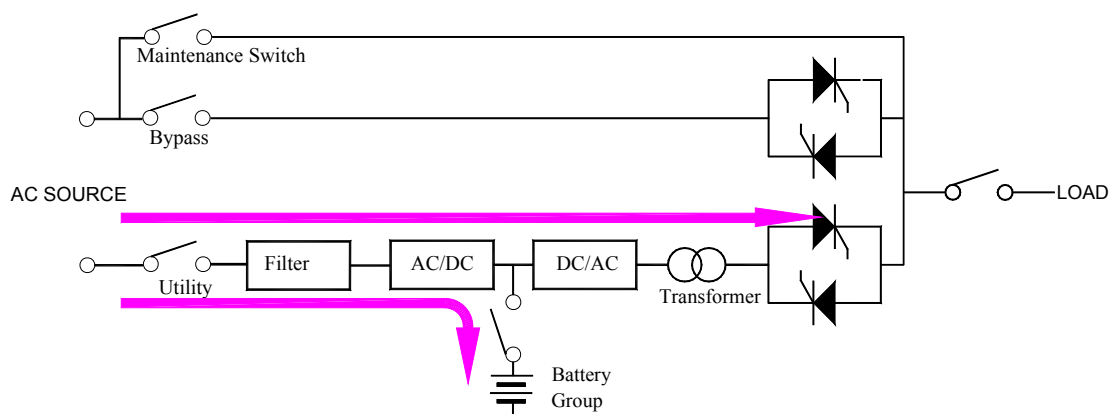 Maintenance Switch
Bypass
AC SOURCE
LOAD
Filter
AC/DC
DC/AC
Utility
Transformer
Battery
Group